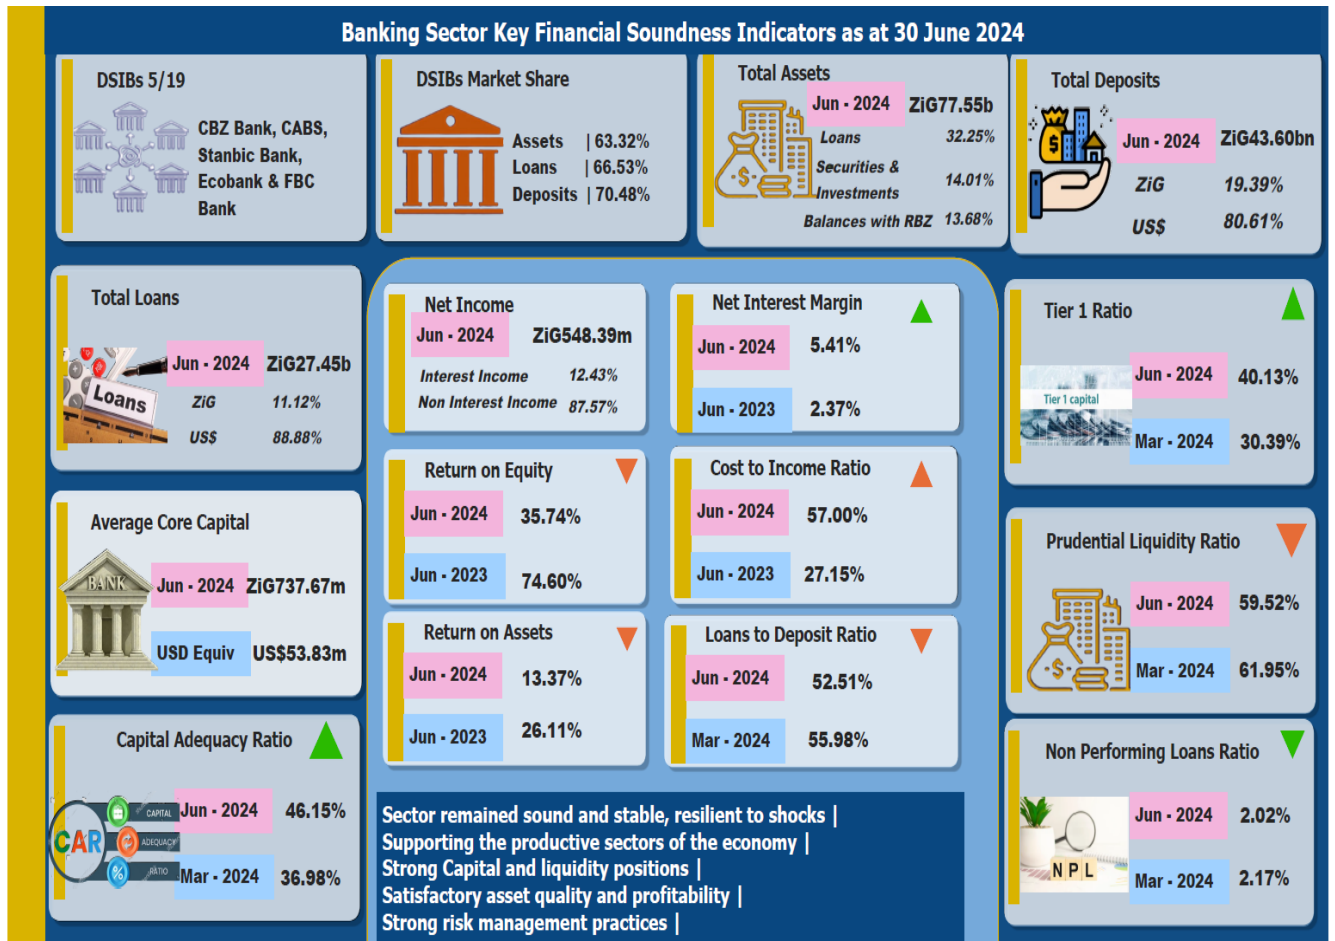 Banking Sector Key Financial Soundness Indicators as at 30 June 2024
DSIBs 5/19
CBZ Bank, CABS,
Stanbic Bank,
Ecobank & FBC
Bank
DSIBs Market Share
Assets | 63.32%
Loans | 66.53%
Deposits | 70.48%
Total Assets
Jun - 2024 ZiG77.55b
Loans 32.25%
Securities &
Investments 14.01%
Balances with RBZ 13.68%
$
Total Deposits
$
Jun - 2024 ZiG43.60bn
ZiG 19.39%
US$ 80.61%
Total Loans
Loans
Jun - 2024 ZiG27.45b
ZiG 11.12%
US$ 88.88%
Average Core Capital
BANK
Jun - 2024 ZiG737.67m
USD Equiv US$53.83m
Capital Adequacy Ratio
CAR
CAPITAL
ADEQUACY
RATIO
%
Jun - 2024 46.15%
Mar - 2024 36.98%
Net Income
Jun - 2024 ZiG548.39m
Interest Income 12.43%
Non Interest Income 87.57%
Net Interest Margin
Jun - 2024 5.41%
Jun - 2023 2.37%
Return on Equity
Jun - 2024 35.74%
Jun - 2023 74.60%
Cost to Income Ratio
Jun - 2024 57.00%
Jun - 2023 27.15%
Return on Assets
Jun - 2024 13.37%
Jun - 2023 26.11%
Loans to Deposit Ratio
Jun - 2024 52.51%
Mar - 2024 55.98%
Sector remained sound and stable, resilient to shocks |
Supporting the productive sectors of the economy |
Strong Capital and liquidity positions |
Satisfactory asset quality and profitability |
Strong risk management practices |
Tier 1 Ratio
Tier 1 capital
Jun - 2024 40.13%
Mar - 2024 30.39%
Prudential Liquidity Ratio
$
Jun - 2024 59.52%
Mar - 2024 61.95%
Non Performing Loans Ratio
NPL
Jun - 2024 2.02%
Mar - 2024 2.17%